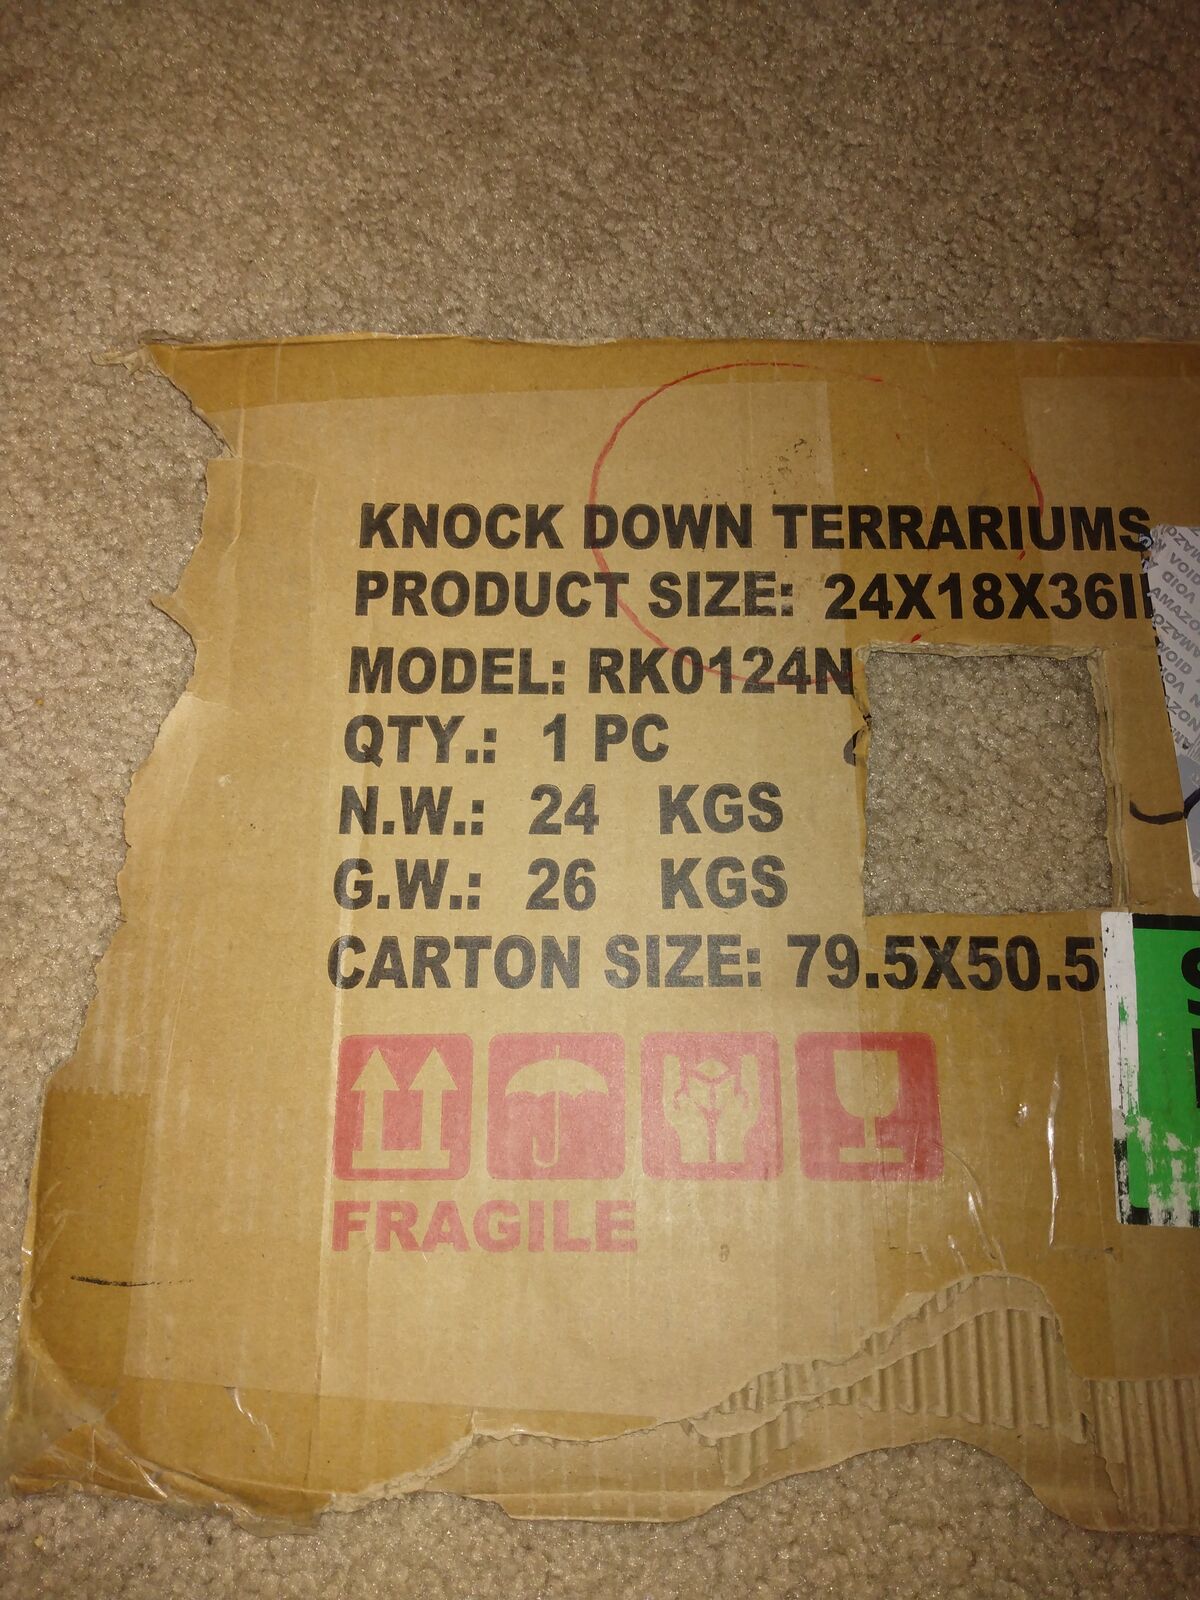 KNOCK DOWN TERRARIUMS
PRODUCT SIZE: 24X18X36II
MODEL: RK0124N
QTY.: 1 PC
N.W.: 24 KGS
G.W.: 26 KGS
CARTON SIZE: 79.5X50.5
FRAGILE